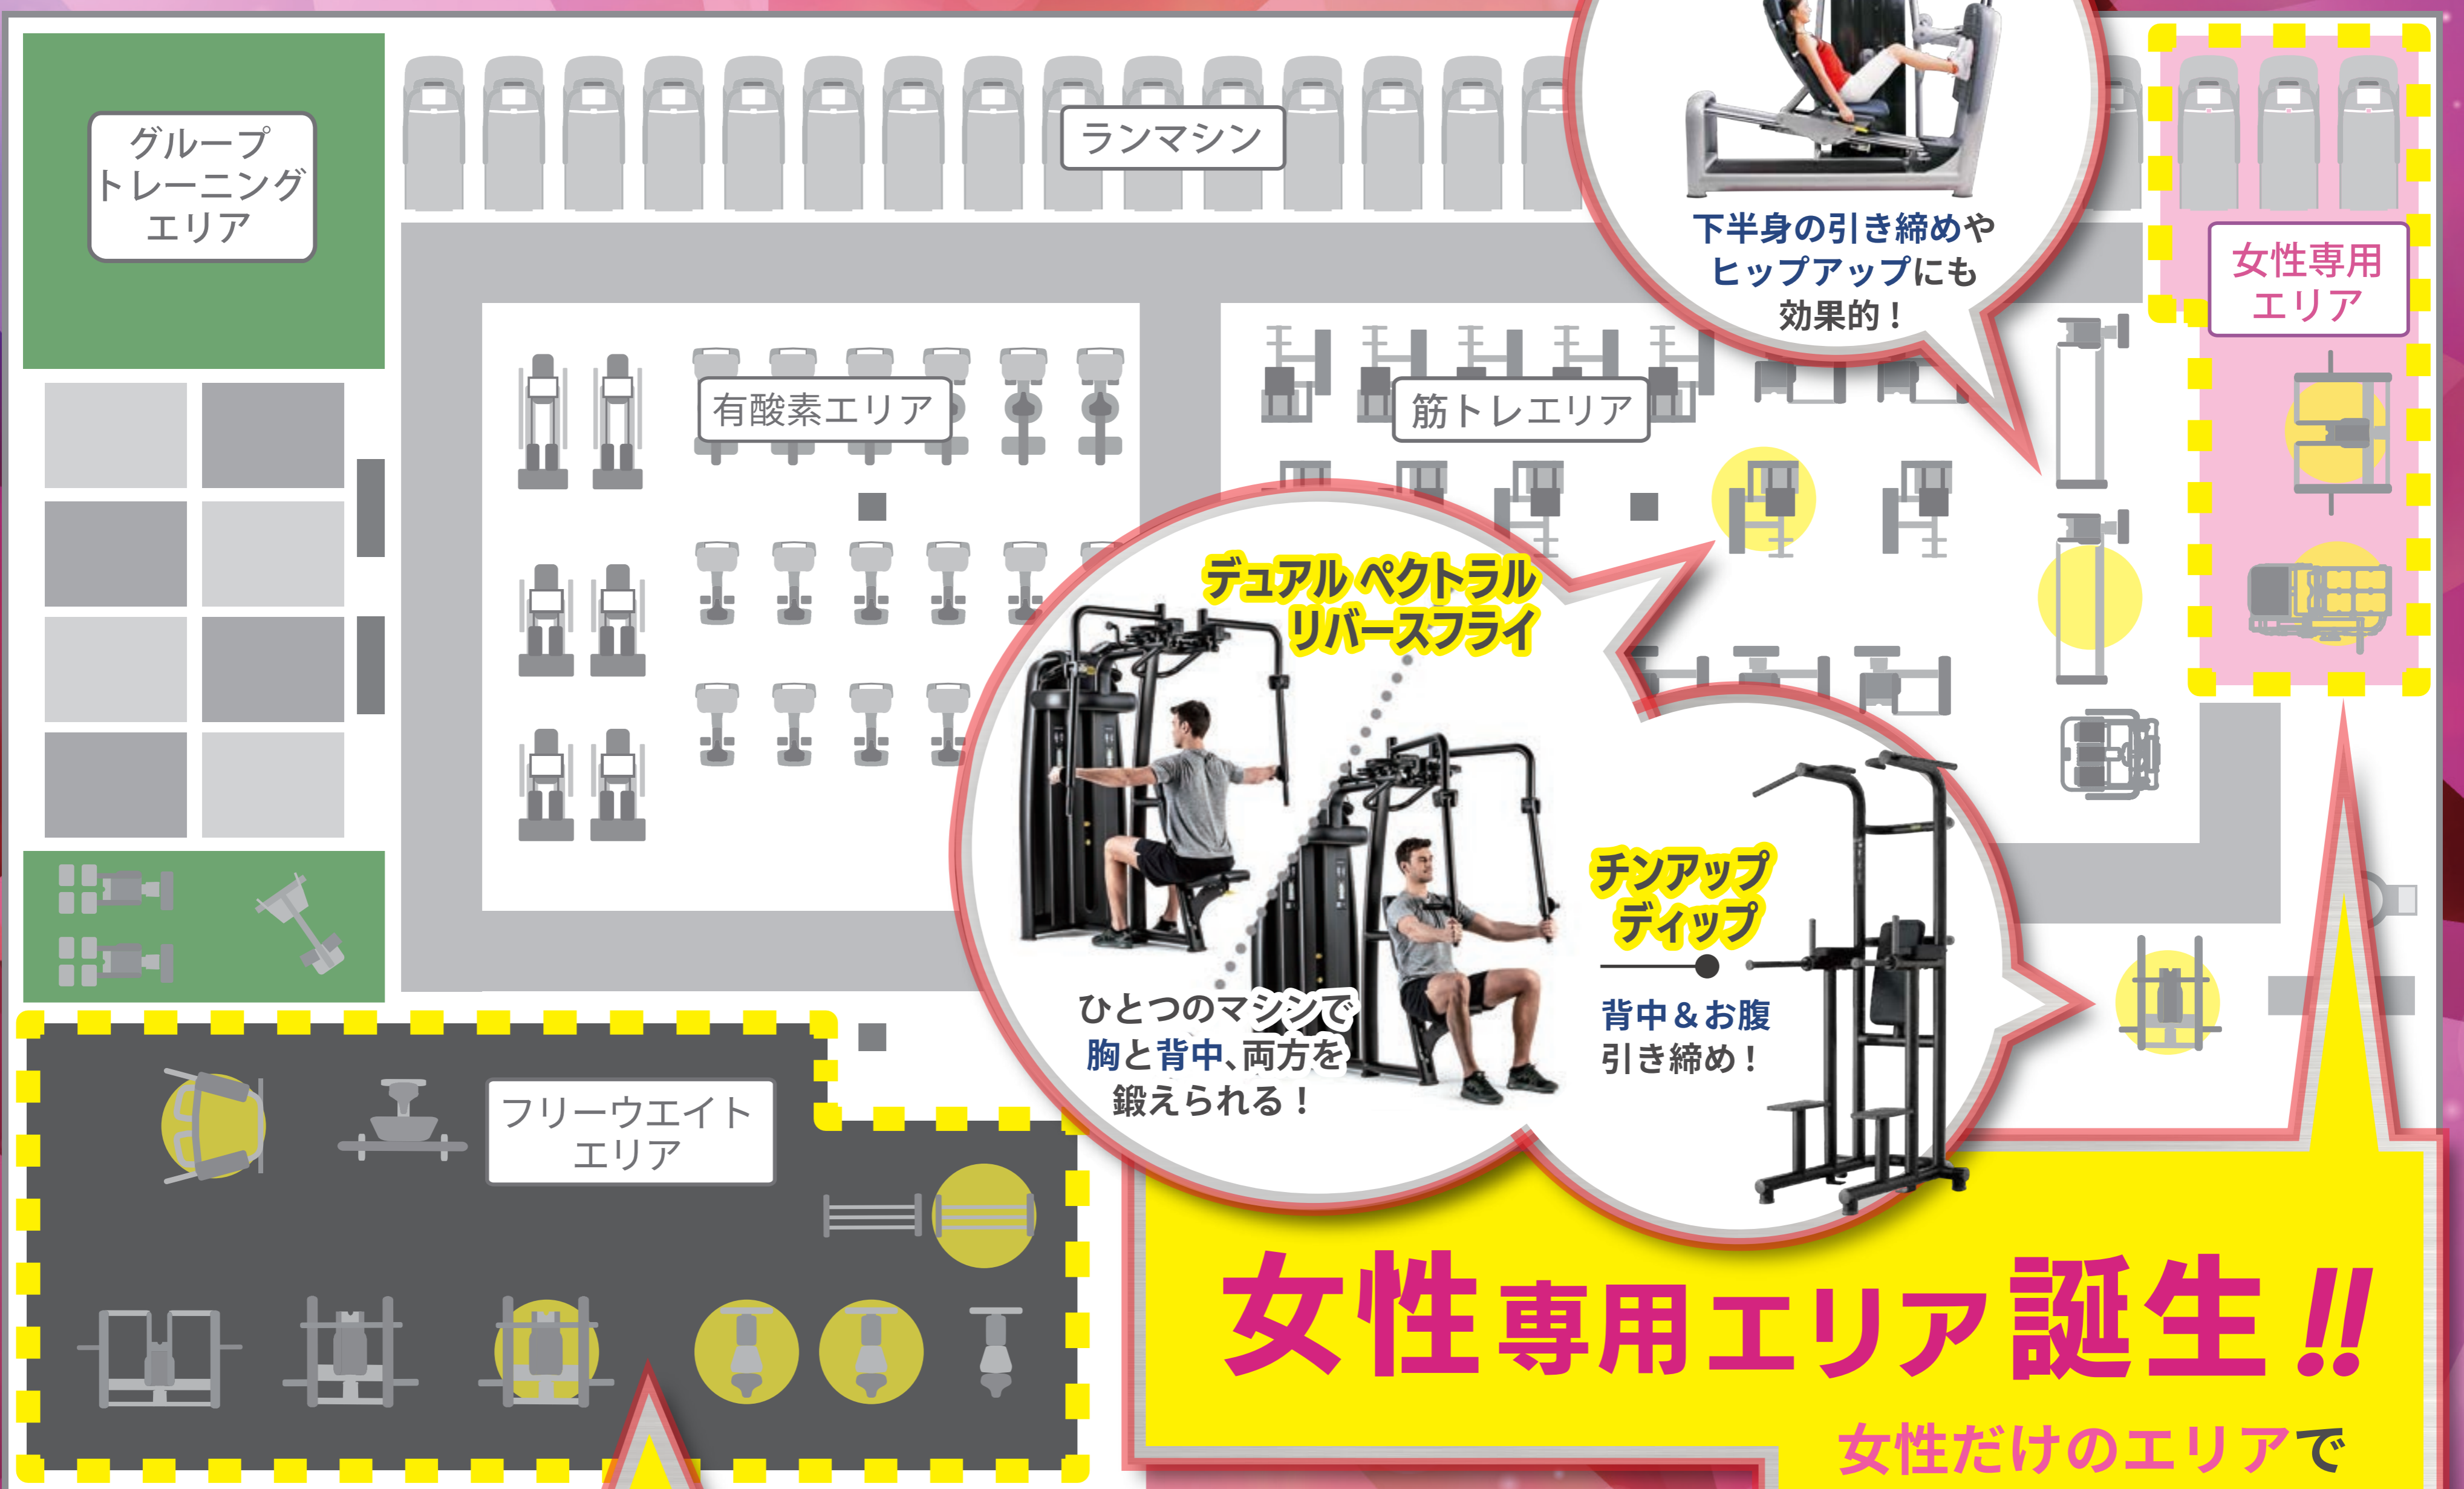 グループ
トレーニング
エリア
ランマシン
下半身の引き締めや
ヒップアップにも
効果的！
女性専用
エリア
有酸素エリア
筋トレエリア
デュアル ペクトラル
リバースフライ
ひとつのマシンで
胸と背中、両方を
鍛えられる！
チンアップ
ディップ
背中＆お腹
引き締め！
フリーウエイト
エリア
女性専用エリア誕生!!
女性だけのエリアで